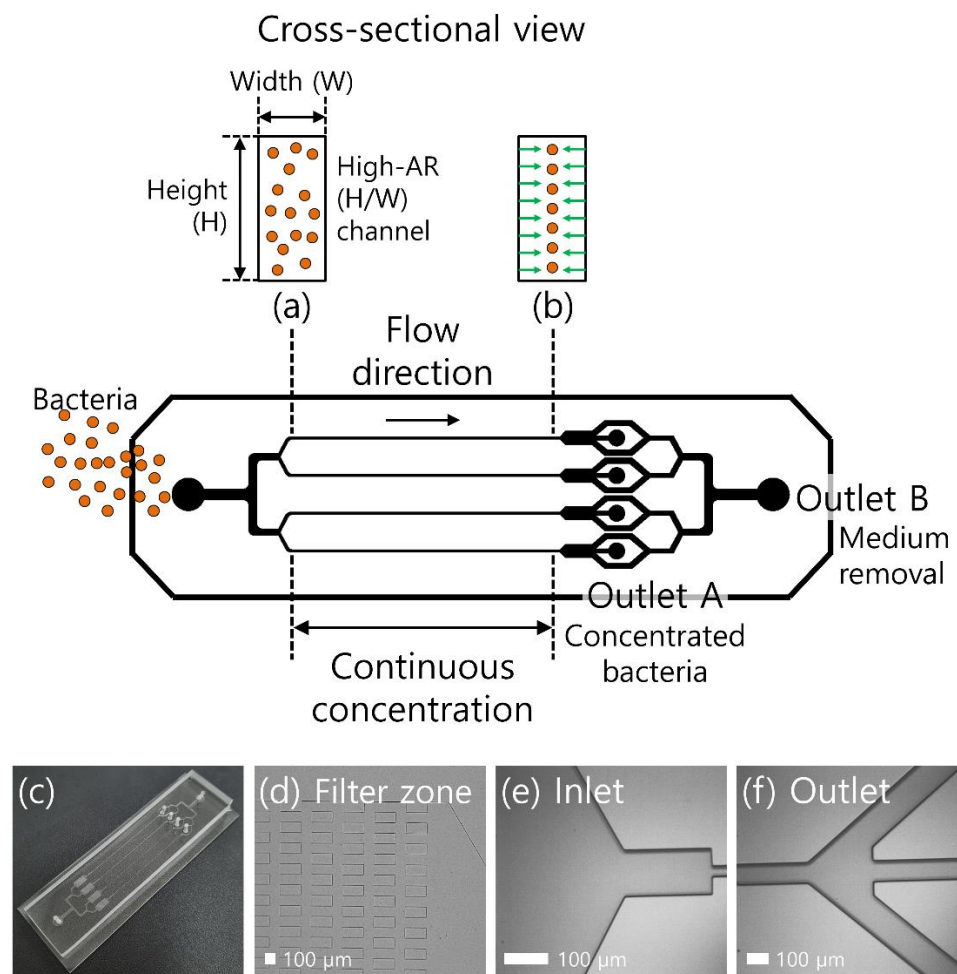 Cross-sectional view
Width (W)
Height
(H)
High-AR
(H/W)
channel
(a)
(b)
Flow
direction
Bacteria
Outlet B
Medium
removal
Outlet A
Concentrated
bacteria
Continuous
concentration
(c)
(d) Filter zone
100 μm
(e) Inlet
100 μm
(f) Outlet
100 μm